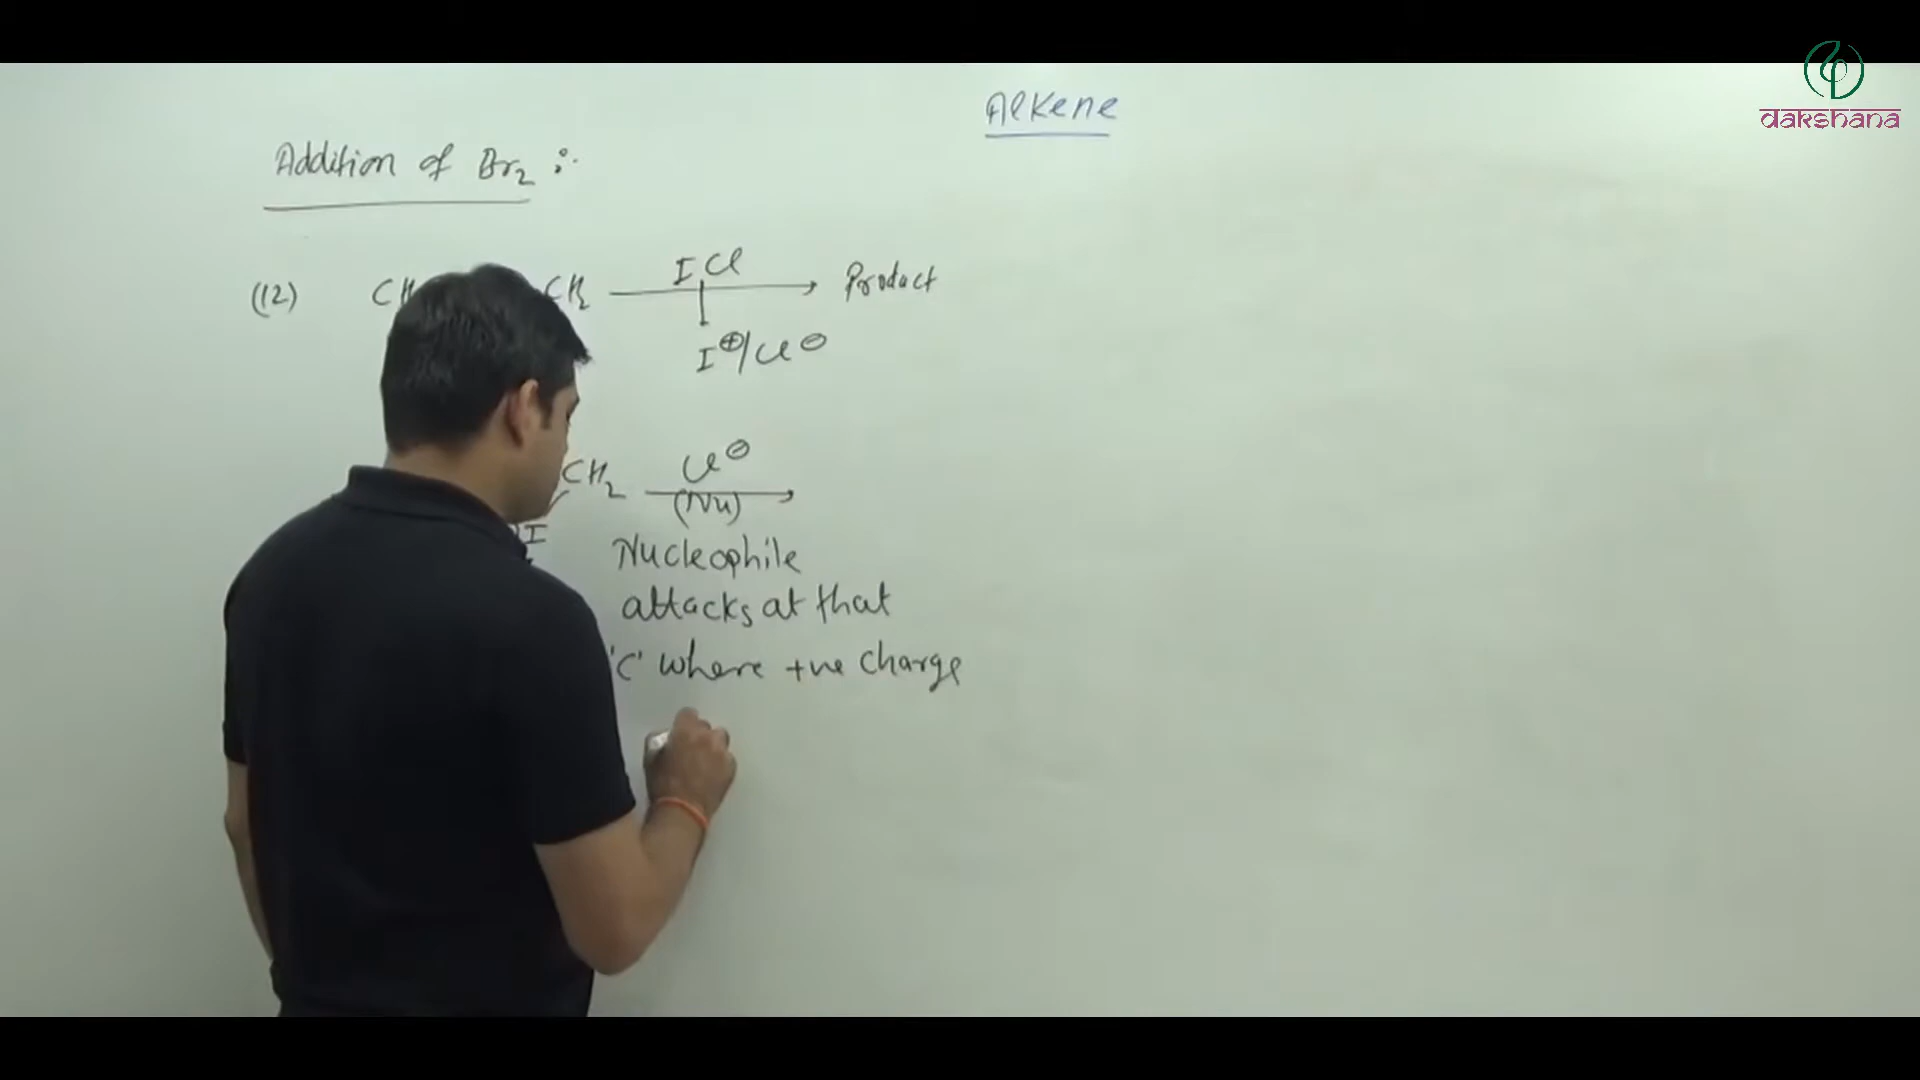 Alkene
dakshana
Addition of Br2 :-
(12) CH CH2 ICl Product
I⊕/Cl⊖
CH2 Cl⊖
(Nu)
I
Nucleophile
attacks at that
'C' where +ve charge